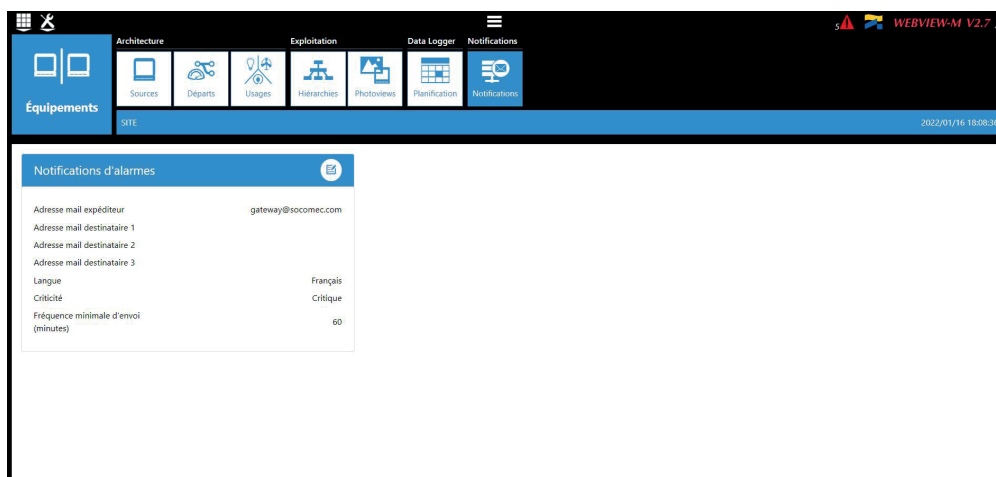 5
WEBVIEW-M V2.7
Architecture
Exploitation
Data Logger
Notifications
Équipements
Sources
Départs
Usages
Hiérarchies
Photoviews
Planification
Notifications
SITE
2022/01/16 18:08:36
Notifications d'alarmes
Adresse mail expéditeur gateway@socomec.com
Adresse mail destinataire 1
Adresse mail destinataire 2
Adresse mail destinataire 3
Langue Français
Criticité Critique
Fréquence minimale d'envoi
(minutes) 60